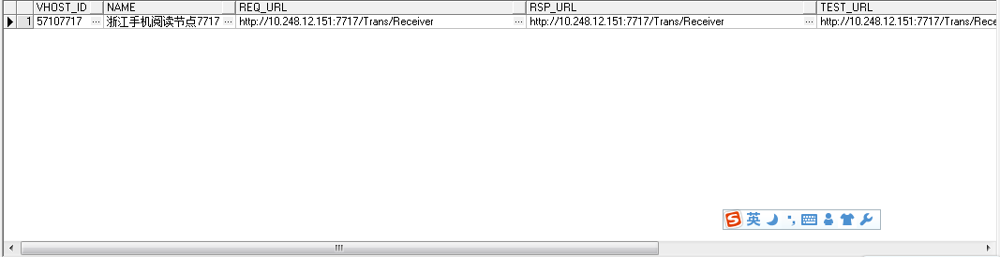 VHOST_ID NAME REQ_URL RSP_URL TEST_URL
1 57107717 ... 浙江手机阅读节点7717 ... http://10.248.12.151:7717/Trans/Receiver ... http://10.248.12.151:7717/Trans/Receiver ... http://10.248.12.151:7717/Trans/Rece
S 英